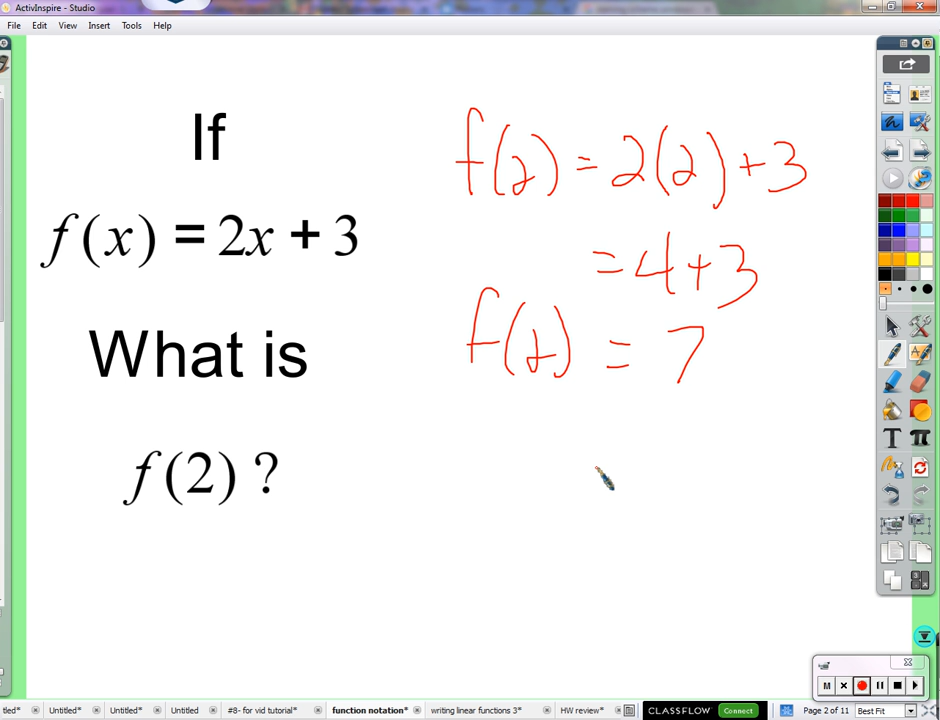 ActivInspire - Studio
File Edit View Insert Tools Help
If
f(x) = 2x + 3
What is
f(2) ?
f(2) = 2(2) + 3
= 4 + 3
f(2) = 7
tled* Untitled* Untitled* Untitled #8- for vid tutorial* function notation* writing linear functions 3* HW review* CLASSFLOW Connect Page 2 of 11 Best Fit
M
T